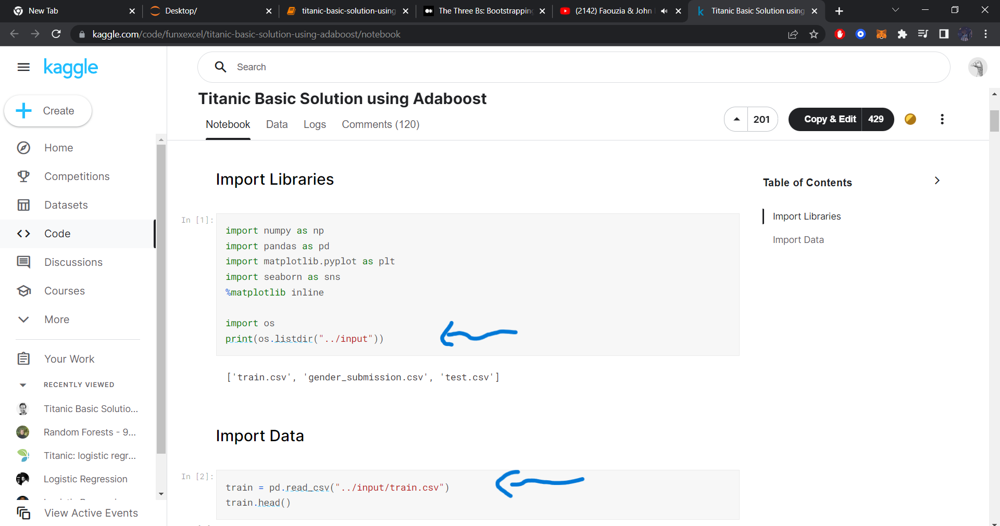 New Tab
Desktop/
titanic-basic-solution-using
The Three Bs: Bootstrapping
(2142) Faouzia & John
Titanic Basic Solution using
kaggle.com/code/funxexcel/titanic-basic-solution-using-adaboost/notebook
kaggle
Search
Create
Titanic Basic Solution using Adaboost
Notebook
Data
Logs
Comments (120)
201
Copy & Edit
429
Home
Competitions
Datasets
Code
Discussions
Courses
More
Your Work
RECENTLY VIEWED
Titanic Basic Solutio...
Random Forests - 9...
Titanic: logistic regr...
Logistic Regression
View Active Events
Import Libraries
In [1]:
import numpy as np
import pandas as pd
import matplotlib.pyplot as plt
import seaborn as sns
%matplotlib inline
import os
print(os.listdir("../input"))
['train.csv', 'gender_submission.csv', 'test.csv']
Import Data
In [2]:
train = pd.read_csv("../input/train.csv")
train.head()
Table of Contents
Import Libraries
Import Data